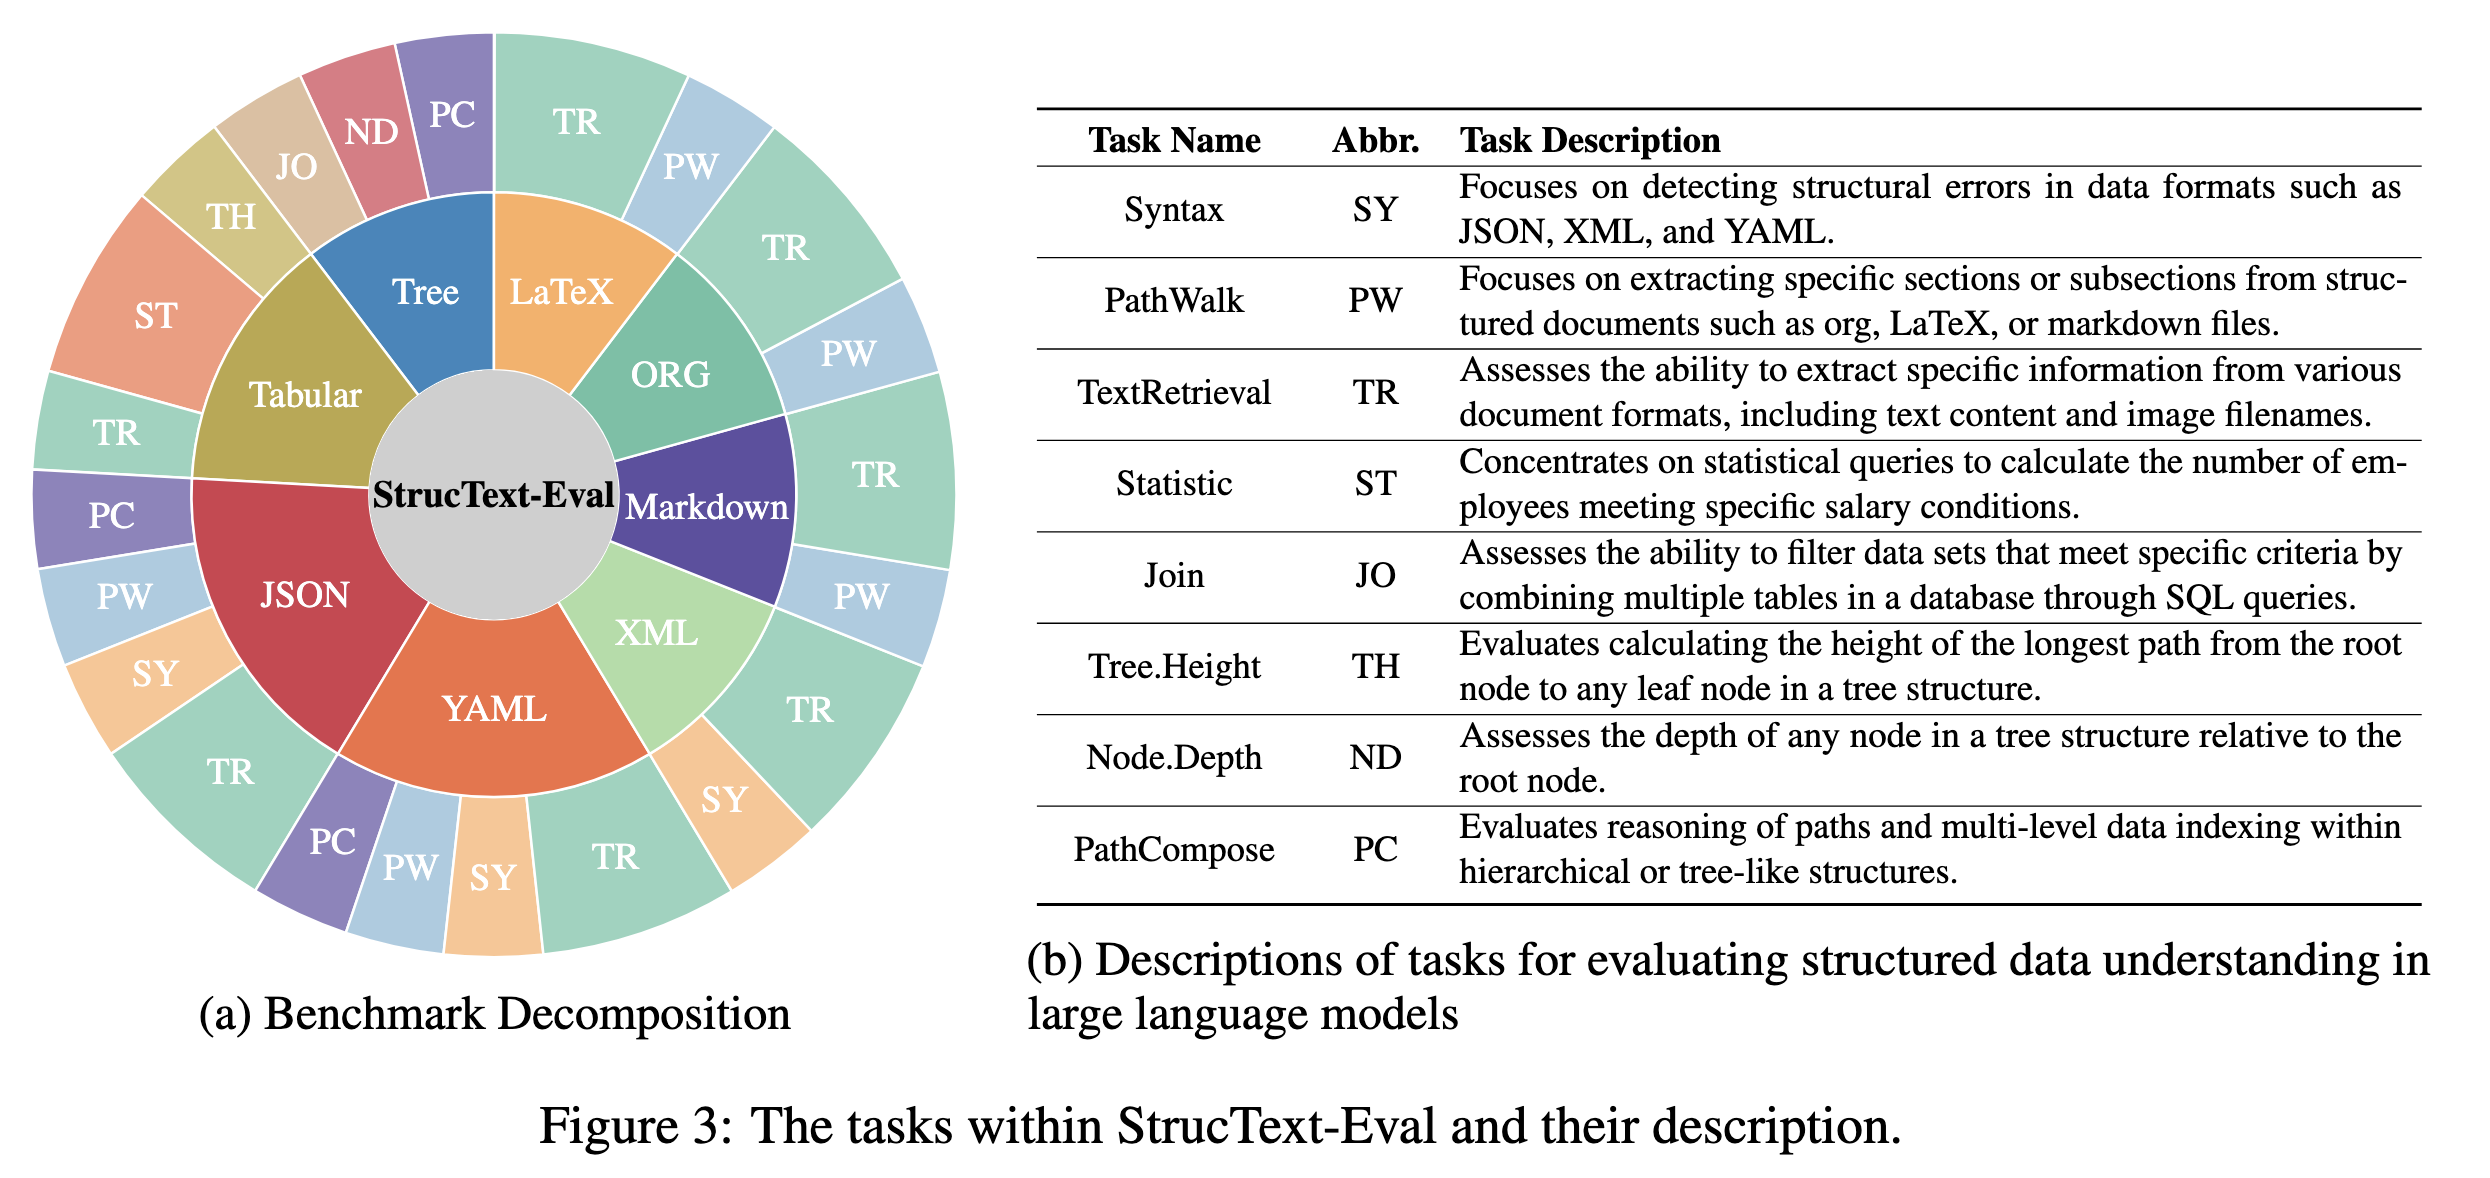 PC
TR
ND
PW
JO
TH
TR
ST
Tree
LaTeX
PW
Tabular
ORG
TR
TR
StrucText-Eval
Markdown
PC
PW
JSON
XML
PW
SY
YAML
TR
TR
SY
PC
PW
SY
TR
(a) Benchmark Decomposition
Task Name Abbr. Task Description
Syntax SY Focuses on detecting structural errors in data formats such as
JSON, XML, and YAML.
PathWalk PW Focuses on extracting specific sections or subsections from struc-
tured documents such as org, LaTeX, or markdown files.
TextRetrieval TR Assesses the ability to extract specific information from various
document formats, including text content and image filenames.
Statistic ST Concentrates on statistical queries to calculate the number of em-
ployees meeting specific salary conditions.
Join JO Assesses the ability to filter data sets that meet specific criteria by
combining multiple tables in a database through SQL queries.
Tree.Height TH Evaluates calculating the height of the longest path from the root
node to any leaf node in a tree structure.
Node.Depth ND Assesses the depth of any node in a tree structure relative to the
root node.
PathCompose PC Evaluates reasoning of paths and multi-level data indexing within
hierarchical or tree-like structures.
(b) Descriptions of tasks for evaluating structured data understanding in
large language models
Figure 3: The tasks within StrucText-Eval and their description.